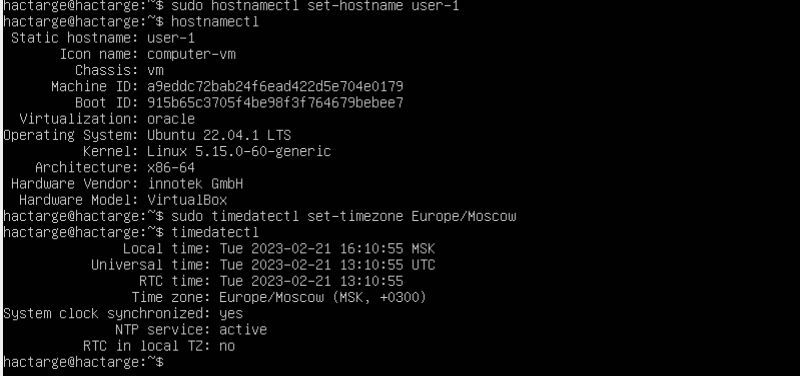 hactarge@hactarge:~$ sudo hostnamectl set-hostname user-1
hactarge@hactarge:~$ hostnamectl
Static hostname: user-1
Icon name: computer-vm
Chassis: vm
Machine ID: a9eddc72bab24f6ead422d5e704e0179
Boot ID: 915b65c3705f4be98f3f764679bebee7
Virtualization: oracle
Operating System: Ubuntu 22.04.1 LTS
Kernel: Linux 5.15.0-60-generic
Architecture: x86-64
Hardware Vendor: innotek GmbH
Hardware Model: VirtualBox
hactarge@hactarge:~$ sudo timedatectl set-timezone Europe/Moscow
hactarge@hactarge:~$ timedatectl
Local time: Tue 2023-02-21 16:10:55 MSK
Universal time: Tue 2023-02-21 13:10:55 UTC
RTC time: Tue 2023-02-21 13:10:55
Time zone: Europe/Moscow (MSK, +0300)
System clock synchronized: yes
NTP service: active
RTC in local TZ: no
hactarge@hactarge:~$